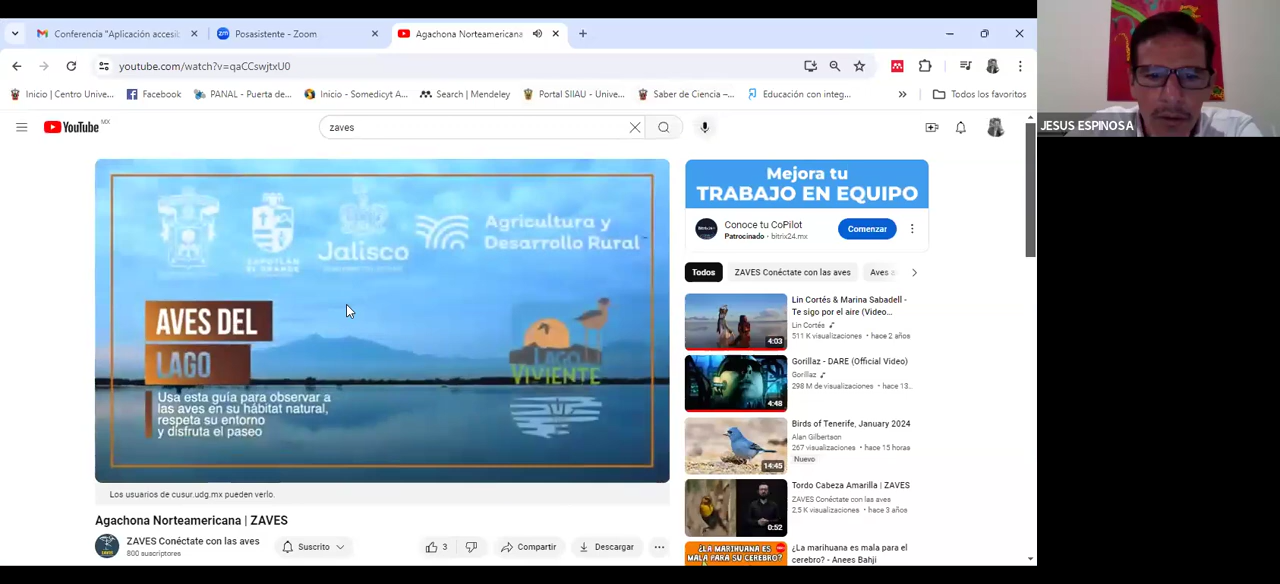 Conferencia "Aplicación accesi
Posasistente - Zoom
Agachona Norteamericana
youtube.com/watch?v=qaCCswjtxU0
Inicio | Centro Unive...
Facebook
PANAL - Puerta de...
Inicio - Somedicyt A...
Search | Mendeley
Portal SIIAU - Unive...
Saber de Ciencia –...
Educación con integ...
»
Todos los favoritos
YouTube MX
zaves
JESUS ESPINOSA
ZAPOTLÁN
EL GRANDE
Jalisco
Agricultura y
Desarrollo Rural
AVES DEL
LAGO
Usa esta guía para observar a
las aves en su hábitat natural,
respeta su entorno
y disfruta el paseo
LAGO
VIVIENTE
Los usuarios de cusur.udg.mx pueden verlo.
Agachona Norteamericana | ZAVES
ZAVES Conéctate con las aves
800 suscriptores
Suscrito
3
Compartir
Descargar
Mejora tu
TRABAJO EN EQUIPO
Conoce tu CoPilot
Patrocinado · bitrix24.mx
Comenzar
Todos
ZAVES Conéctate con las aves
Aves
4:03
Lin Cortés & Marina Sabadell -
Te sigo por el aire (Video...
Lin Cortés
511 K visualizaciones · hace 2 años
4:48
Gorillaz - DARE (Official Video)
Gorillaz
298 M de visualizaciones · hace 13...
14:45
Birds of Tenerife, January 2024
Alan Gilbertson
267 visualizaciones · hace 15 horas
Nuevo
0:52
Tordo Cabeza Amarilla | ZAVES
ZAVES Conéctate con las aves
2.5 K visualizaciones · hace 3 años
¿LA MARIHUANA ES
MALA PARA SU CEREBRO?
¿La marihuana es mala para el
cerebro? - Anees Bahji